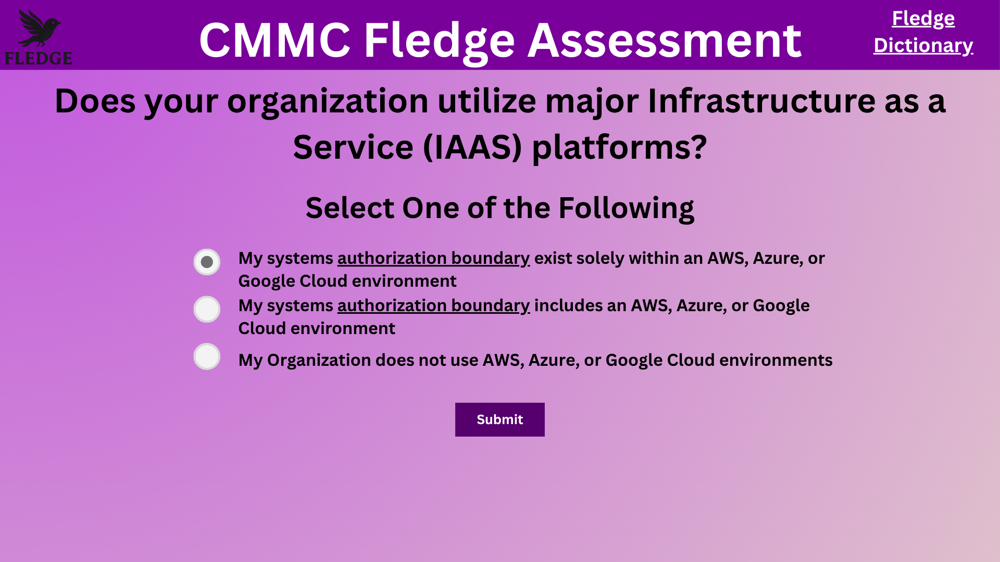 FLEDGE
CMMC Fledge Assessment
Fledge
Dictionary
Does your organization utilize major Infrastructure as a
Service (IAAS) platforms?
Select One of the Following
My systems authorization boundary exist solely within an AWS, Azure, or
Google Cloud environment
My systems authorization boundary includes an AWS, Azure, or Google
Cloud environment
My Organization does not use AWS, Azure, or Google Cloud environments
Submit